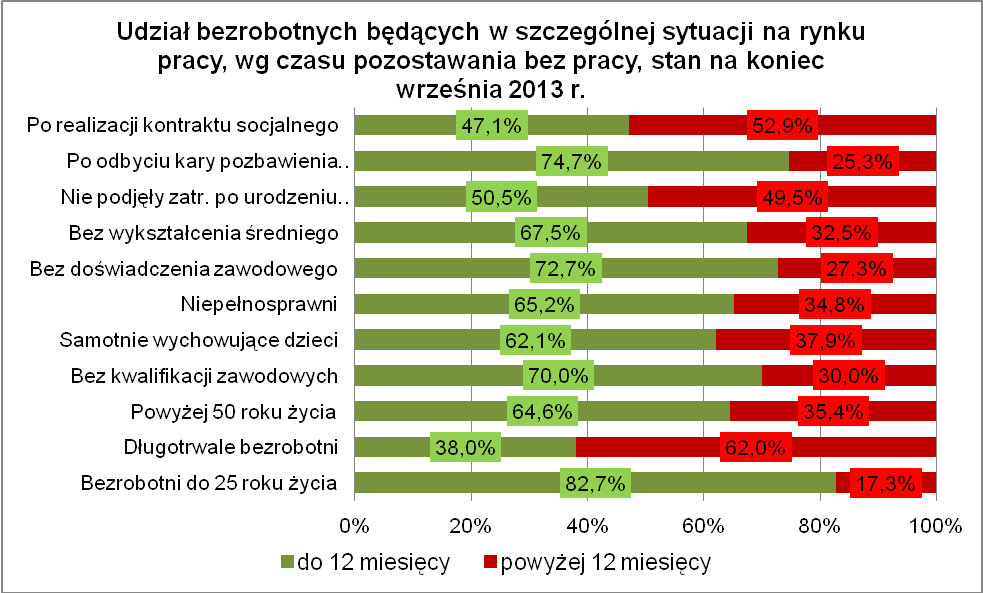 Udział bezrobotnych będących w szczególnej sytuacji na rynku
pracy, wg czasu pozostawania bez pracy, stan na koniec
września 2013 r.
Po realizacji kontraktu socjalnego 47,1% 52,9%
Po odbyciu kary pozbawienia.. 74,7% 25,3%
Nie podjęły zatr. po urodzeniu.. 50,5% 49,5%
Bez wykształcenia średniego 67,5% 32,5%
Bez doświadczenia zawodowego 72,7% 27,3%
Niepełnosprawni 65,2% 34,8%
Samotnie wychowujące dzieci 62,1% 37,9%
Bez kwalifikacji zawodowych 70,0% 30,0%
Powyżej 50 roku życia 64,6% 35,4%
Długotrwale bezrobotni 38,0% 62,0%
Bezrobotni do 25 roku życia 82,7% 17,3%
0% 20% 40% 60% 80% 100%
do 12 miesięcy powyżej 12 miesięcy